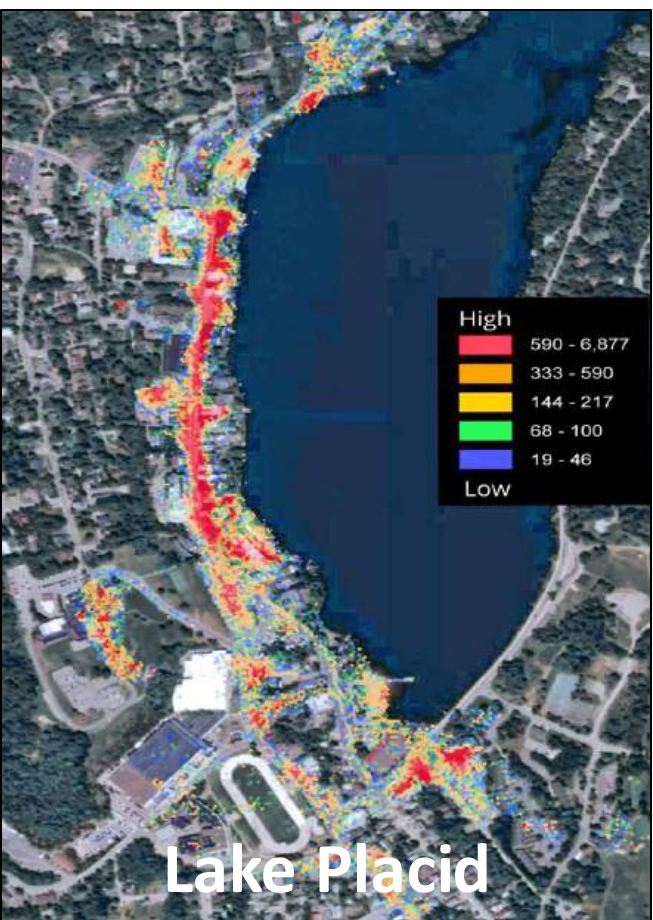 High
590 - 6,877
333 - 590
144 - 217
68 - 100
19 - 46
Low
Lake Placid